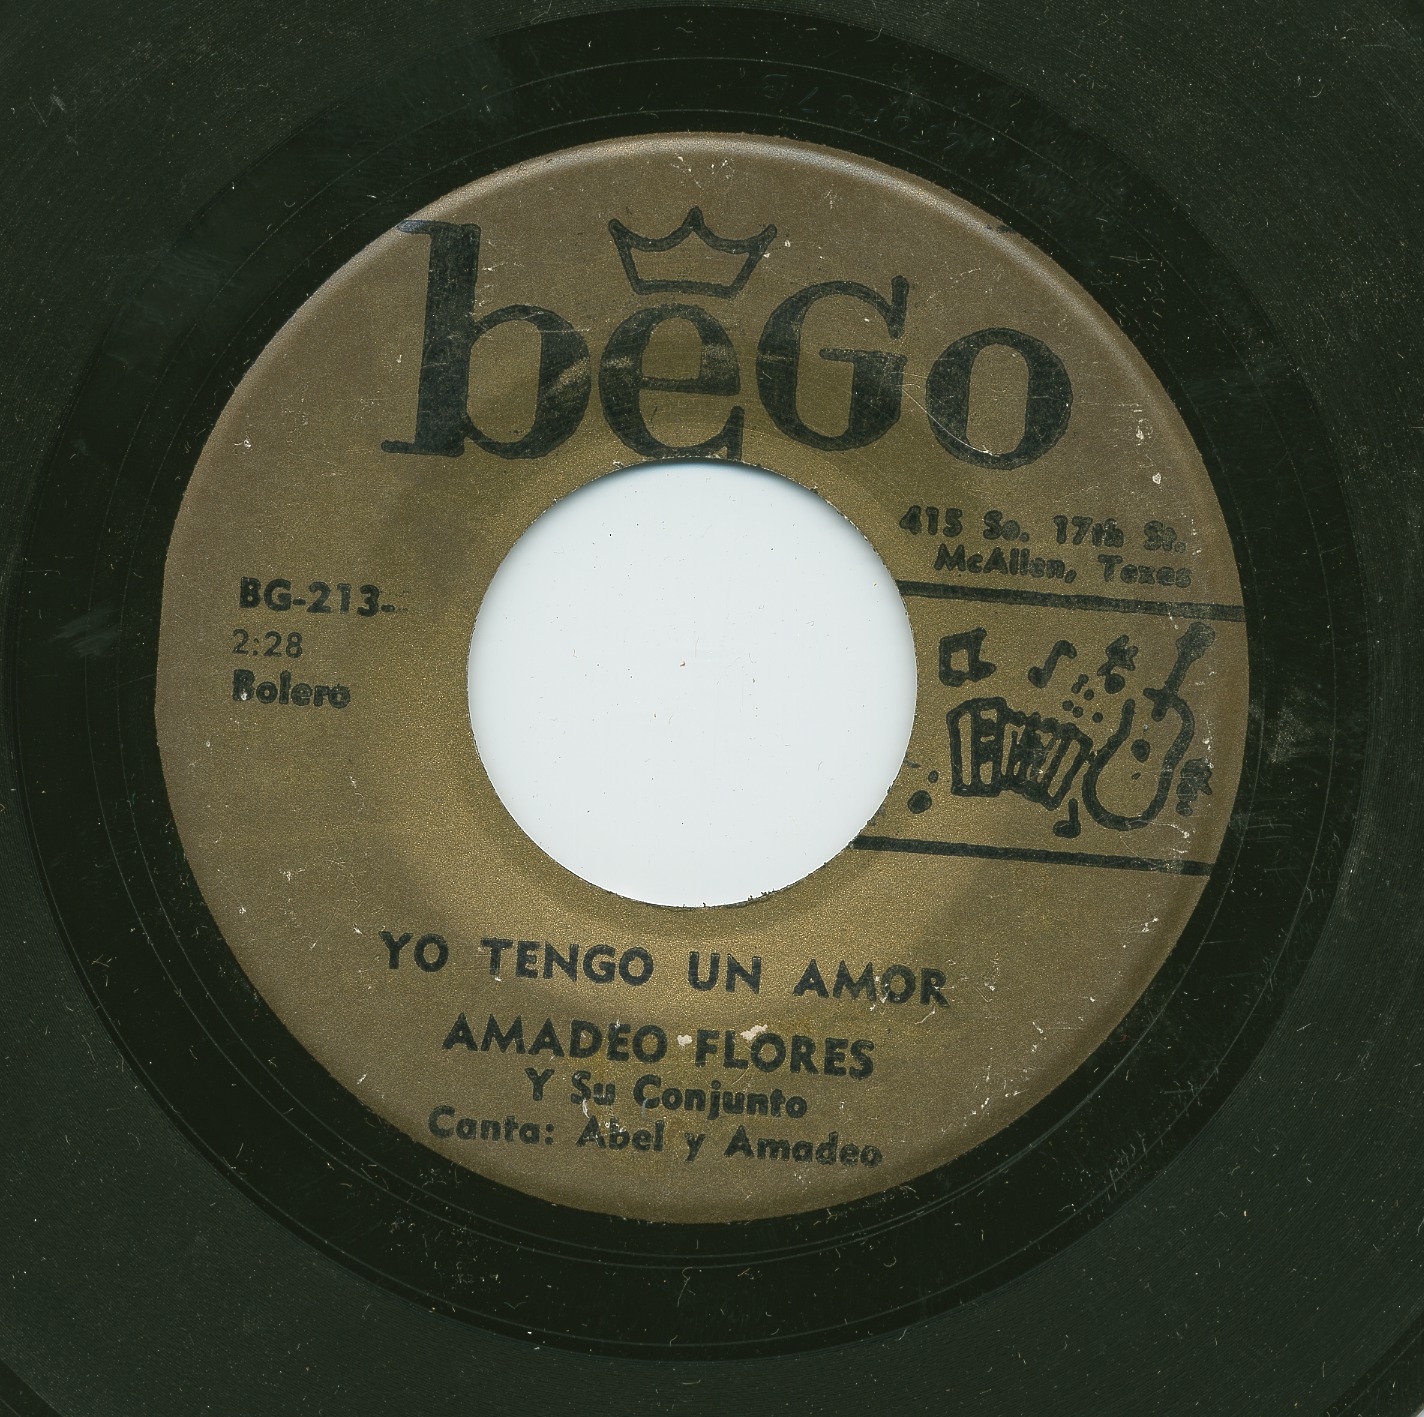 beGo
415 So. 17th St.
McAllen, Texas
BG-213-
2:28
Bolero
YO TENGO UN AMOR
AMADEO FLORES
Y Su Conjunto
Canta: Abel y Amadeo